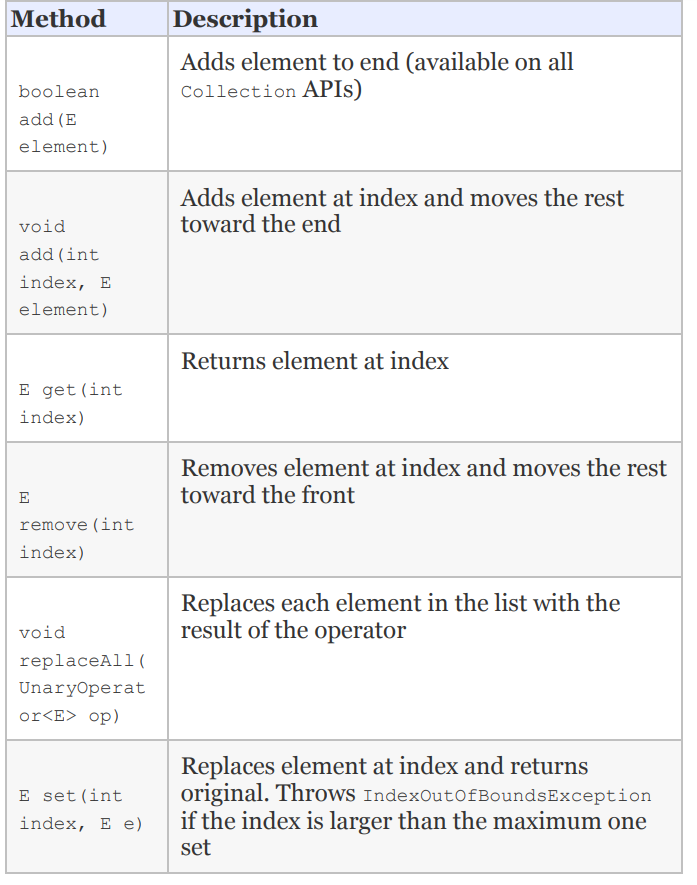 Method Description
boolean
add(E
element)
Adds element to end (available on all
Collection APIs)
void
add(int
index, E
element)
Adds element at index and moves the rest
toward the end
E get(int
index)
Returns element at index
E
remove(int
index)
Removes element at index and moves the rest
toward the front
void
replaceAll(
UnaryOperat
or<E> op)
Replaces each element in the list with the
result of the operator
E set(int
index, E e)
Replaces element at index and returns
original. Throws IndexOutOfBoundsException
if the index is larger than the maximum one
set